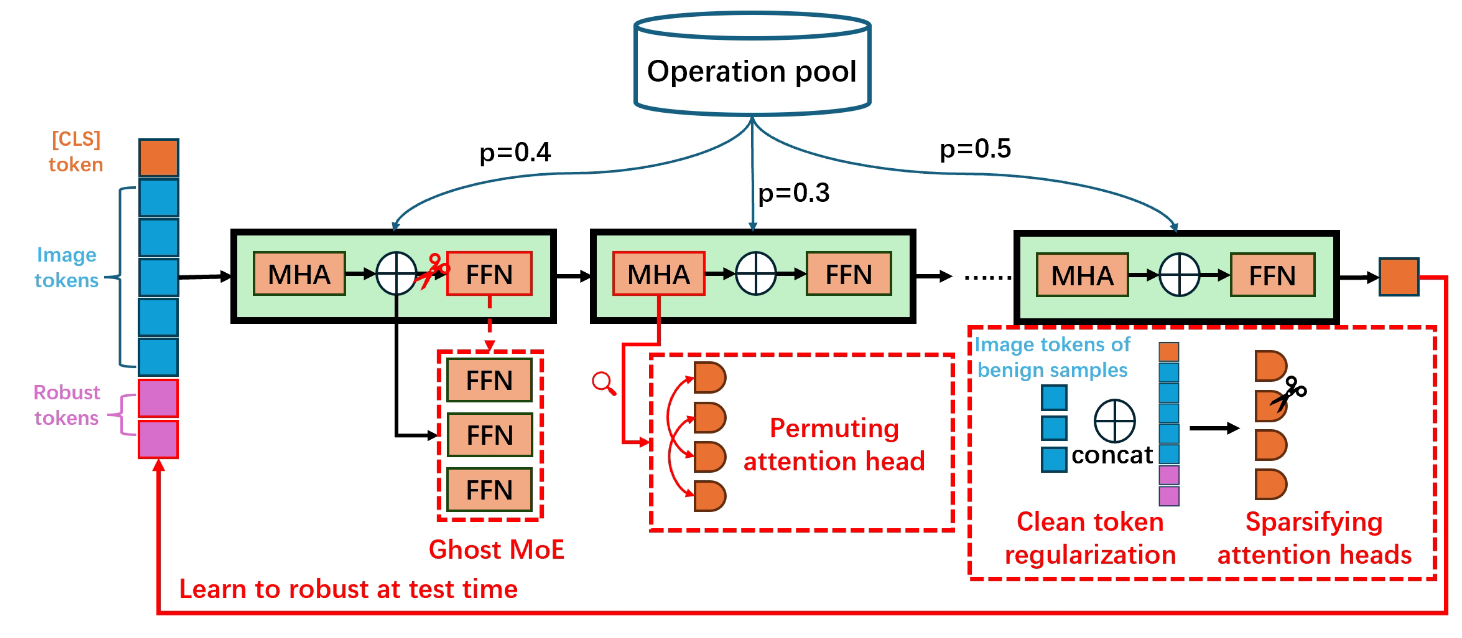 Operation pool
p=0.4
p=0.3
p=0.5
[CLS]
token
Image
tokens
Robust
tokens
MHA
FFN
MHA
FFN
......
MHA
FFN
FFN
FFN
FFN
Ghost MoE
Permuting
attention head
Image tokens of
benign samples
concat
Clean token
regularization
Sparsifying
attention heads
Learn to robust at test time